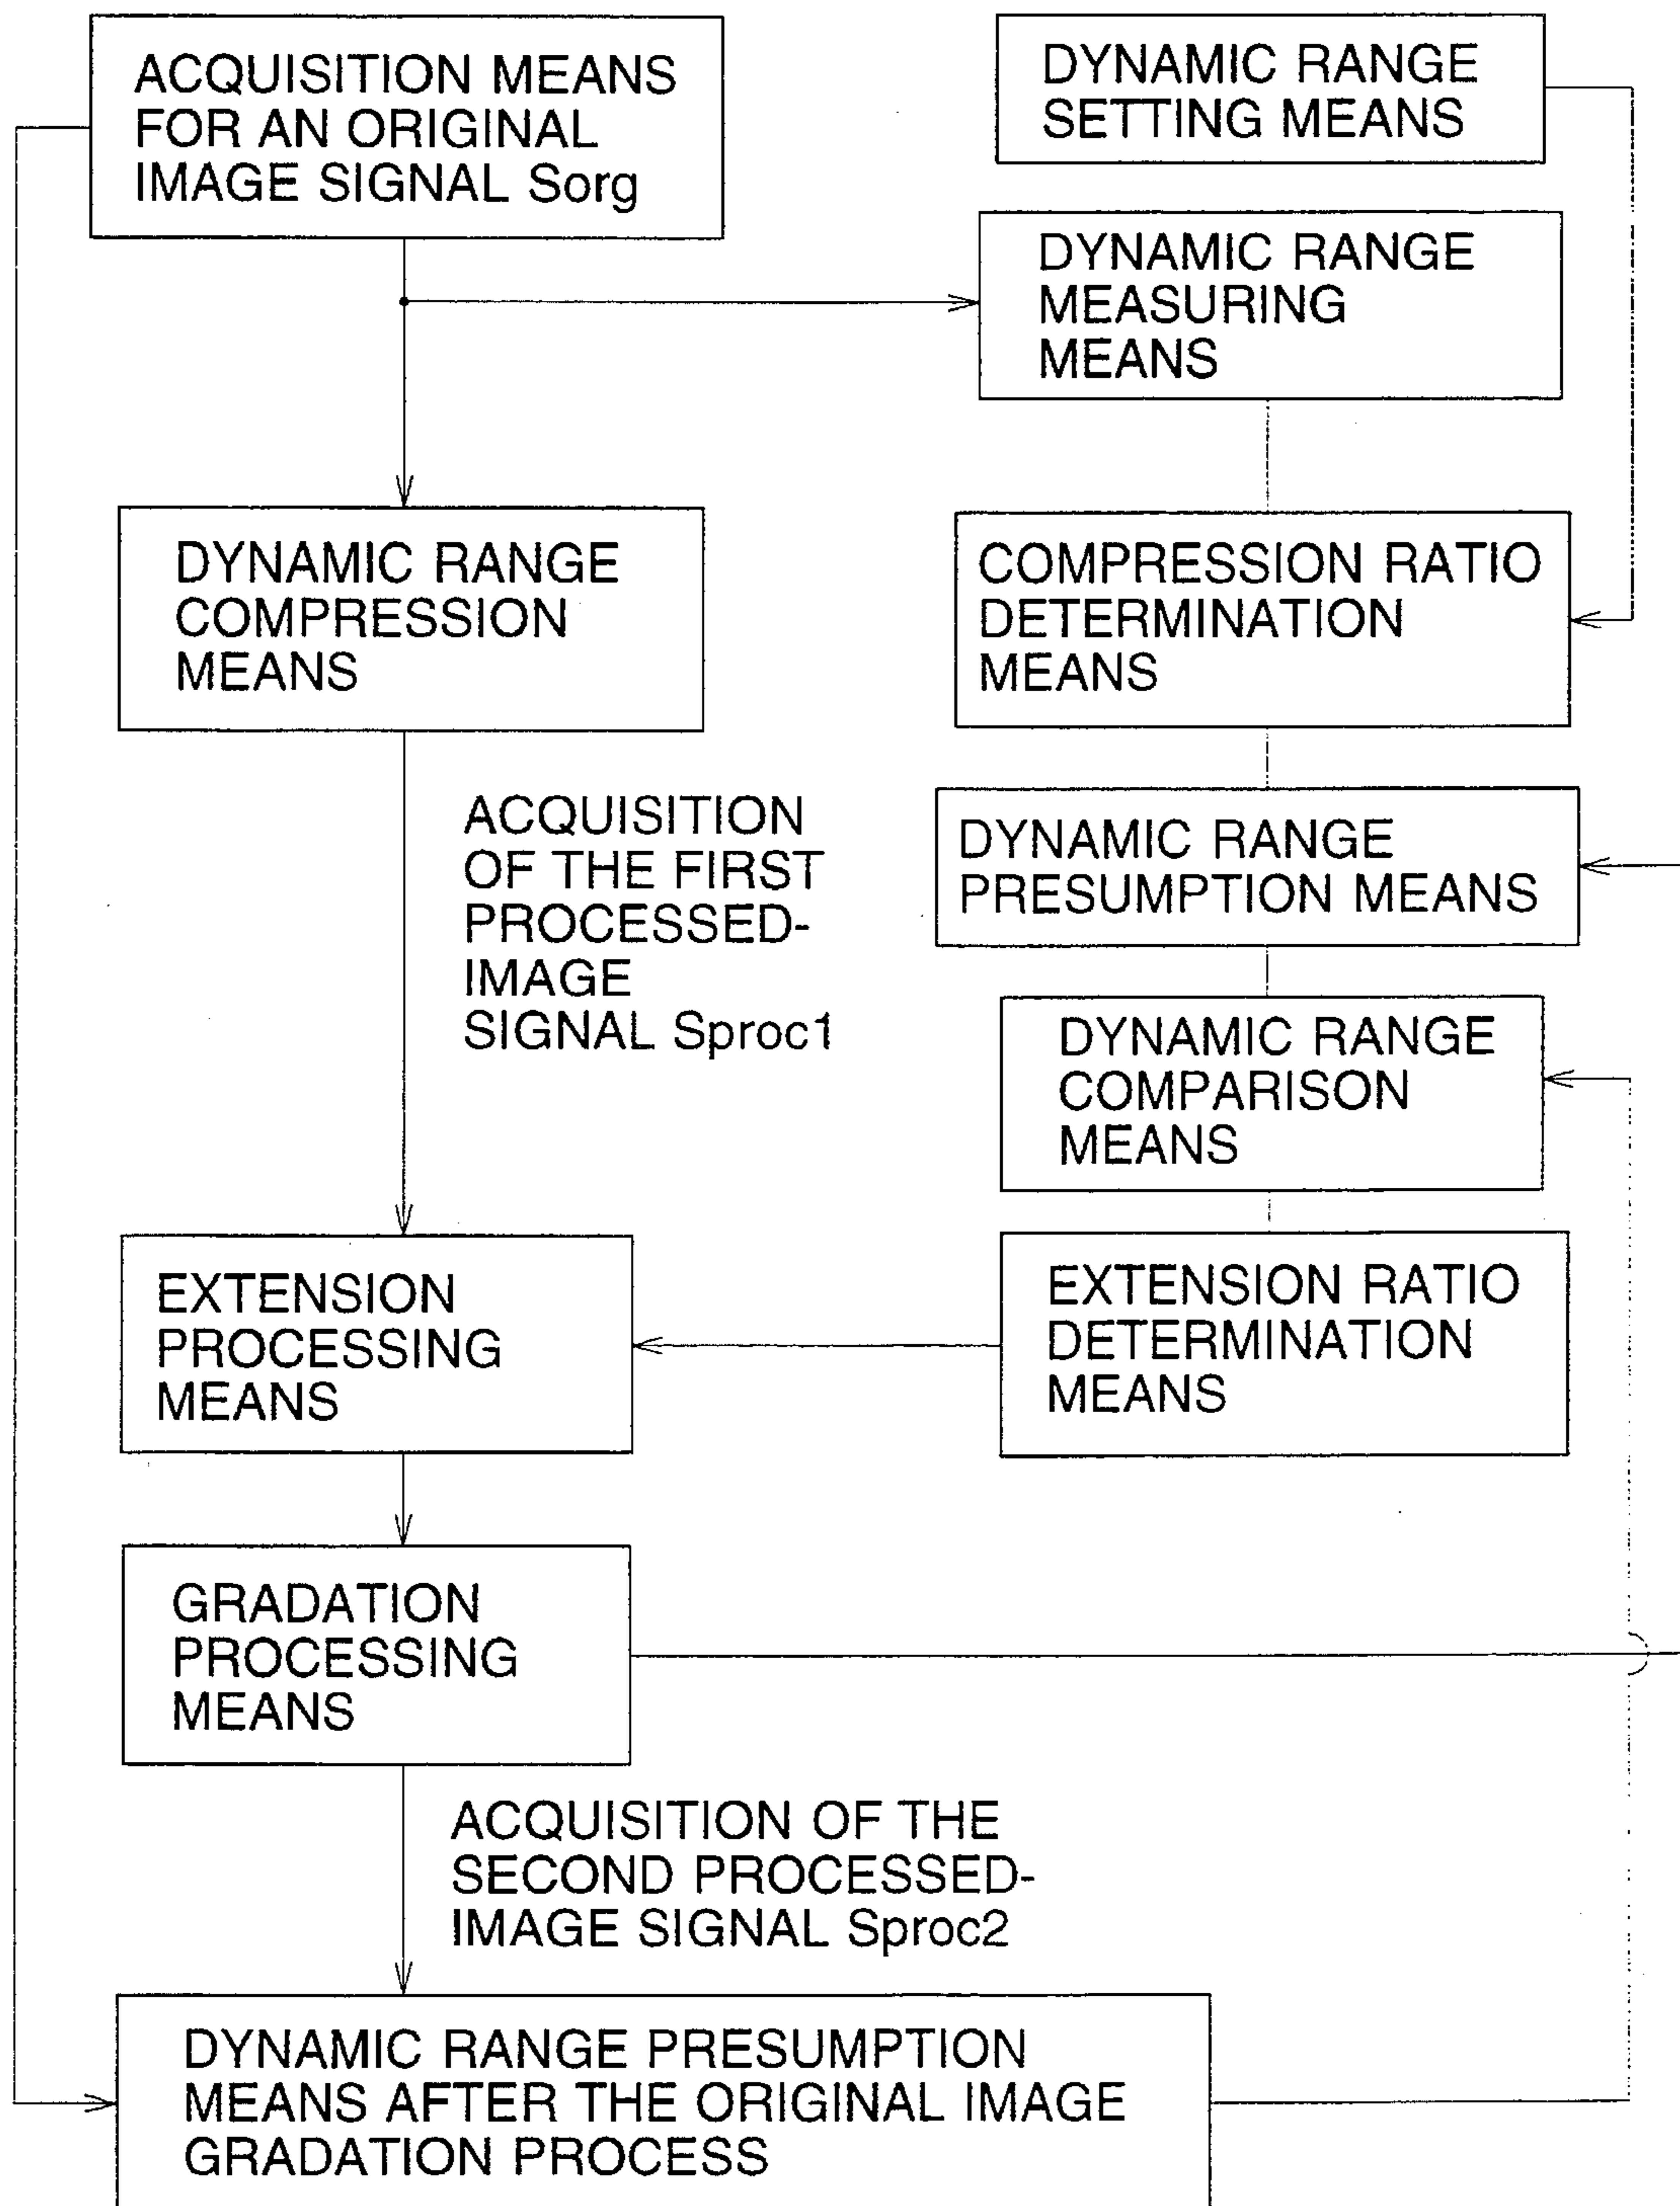 ACQUISITION MEANS
FOR AN ORIGINAL
IMAGE SIGNAL Sorg
DYNAMIC RANGE
SETTING MEANS
DYNAMIC RANGE
MEASURING
MEANS
DYNAMIC RANGE
COMPRESSION
MEANS
COMPRESSION RATIO
DETERMINATION
MEANS
ACQUISITION
OF THE FIRST
PROCESSED-
IMAGE
SIGNAL Sproc1
DYNAMIC RANGE
PRESUMPTION MEANS
DYNAMIC RANGE
COMPARISON
MEANS
EXTENSION
PROCESSING
MEANS
EXTENSION RATIO
DETERMINATION
MEANS
GRADATION
PROCESSING
MEANS
ACQUISITION OF THE
SECOND PROCESSED-
IMAGE SIGNAL Sproc2
DYNAMIC RANGE PRESUMPTION
MEANS AFTER THE ORIGINAL IMAGE
GRADATION PROCESS